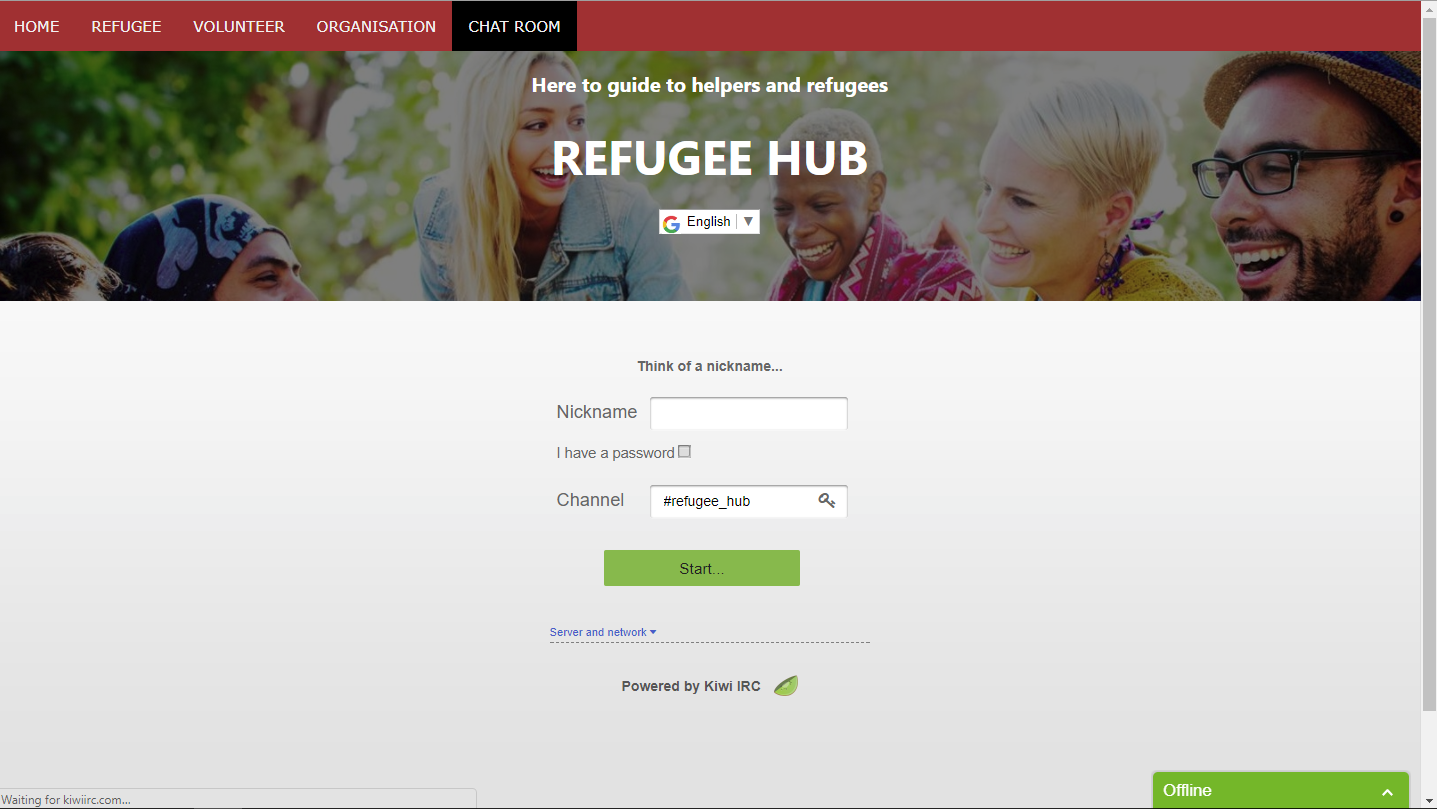 HOME REFUGEE VOLUNTEER ORGANISATION CHAT ROOM
Here to guide to helpers and refugees
REFUGEE HUB
English ▼
Think of a nickname...
Nickname
I have a password
Channel #refugee_hub
Start...
Server and network
Powered by Kiwi IRC
Offline
Waiting for kiwiirc.com...